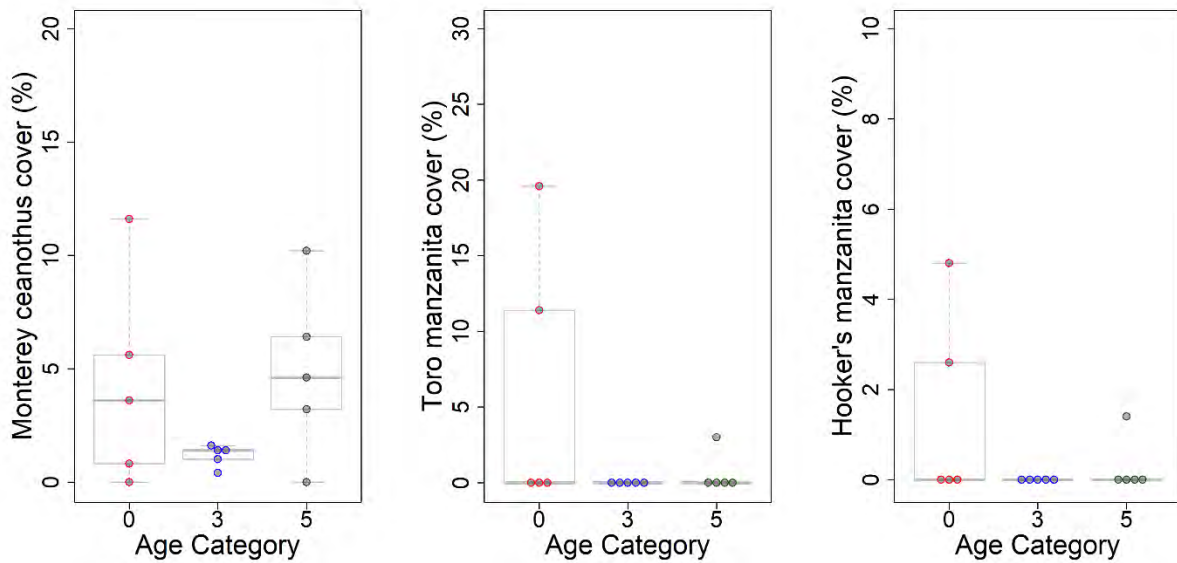 Monterey ceanothus cover (%)
20
15
10
5
0
0 3 5
Age Category
Toro manzanita cover (%)
30
25
20
15
10
5
0
0 3 5
Age Category
Hooker's manzanita cover (%)
10
8
6
4
2
0
0 3 5
Age Category